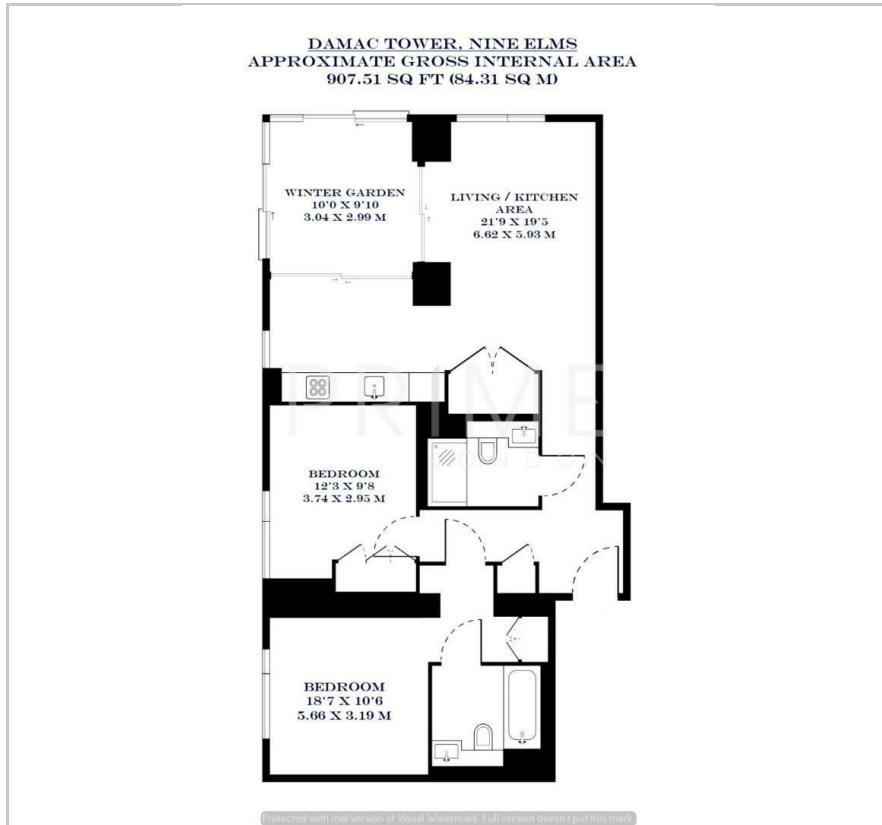 DAMAC TOWER, NINE ELMS
APPROXIMATE GROSS INTERNAL AREA
907.51 SQ FT (84.31 SQ M)
WINTER GARDEN
10'0 X 9'10
3.04 X 2.99 M
LIVING / KITCHEN
AREA
21'9 X 19'5
6.62 X 5.93 M
PRIME
LONDON
BEDROOM
12'3 X 9'8
3.74 X 2.95 M
BEDROOM
18'7 X 10'6
5.66 X 3.19 M
Protected with trial version of Visual Watermark. Full version doesn't put this mark.